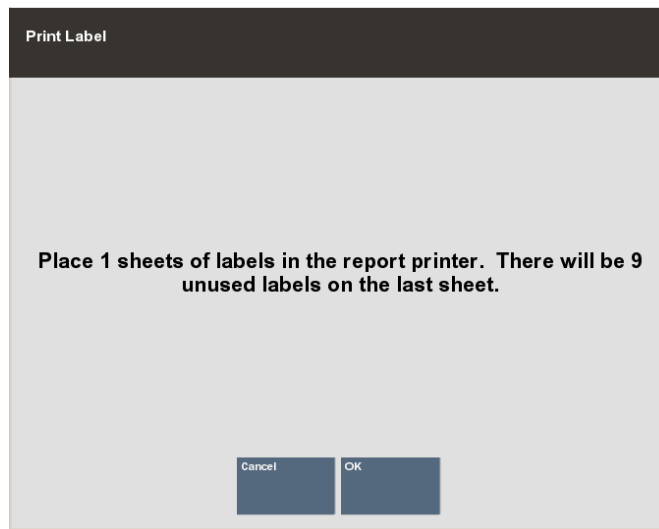 Print Label
Place 1 sheets of labels in the report printer.  There will be 9
unused labels on the last sheet.
Cancel
OK